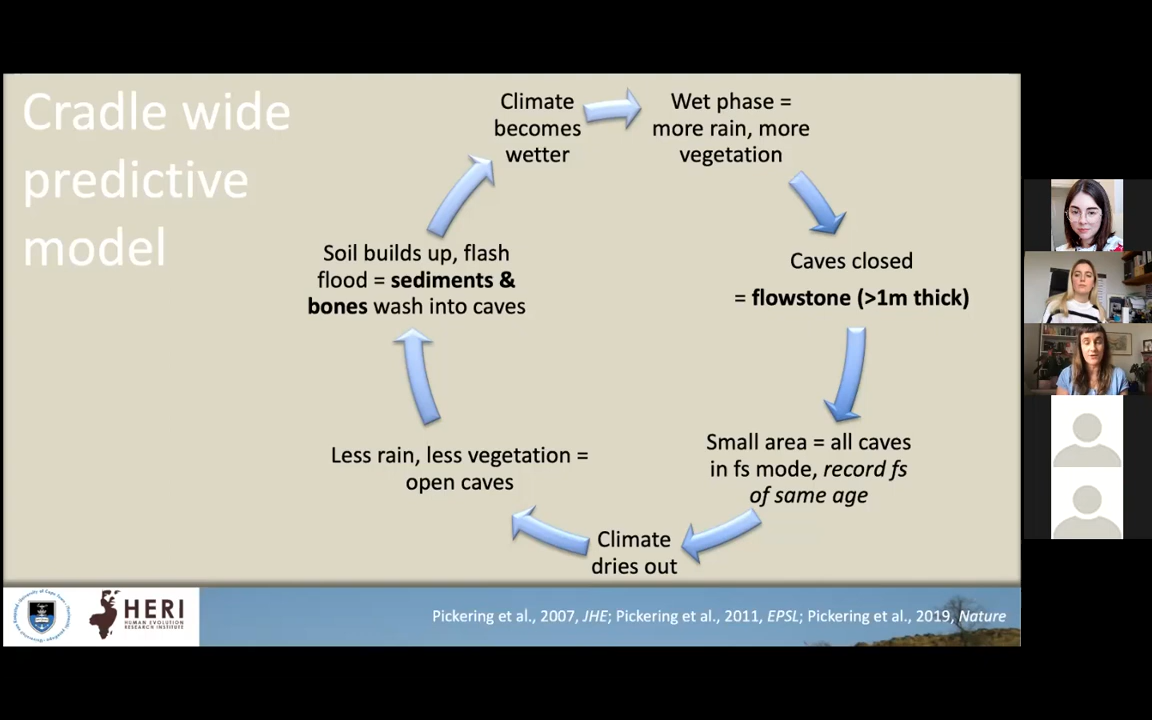 Cradle wide
predictive
model
Climate
becomes
wetter
Wet phase =
more rain, more
vegetation
Caves closed
= flowstone (>1m thick)
Small area = all caves
in fs mode, record fs
of same age
Climate
dries out
Less rain, less vegetation =
open caves
Soil builds up, flash
flood = sediments &
bones wash into caves
HERI
HUMAN EVOLUTION
RESEARCH INSTITUTE
Pickering et al., 2007, JHE; Pickering et al., 2011, EPSL; Pickering et al., 2019, Nature